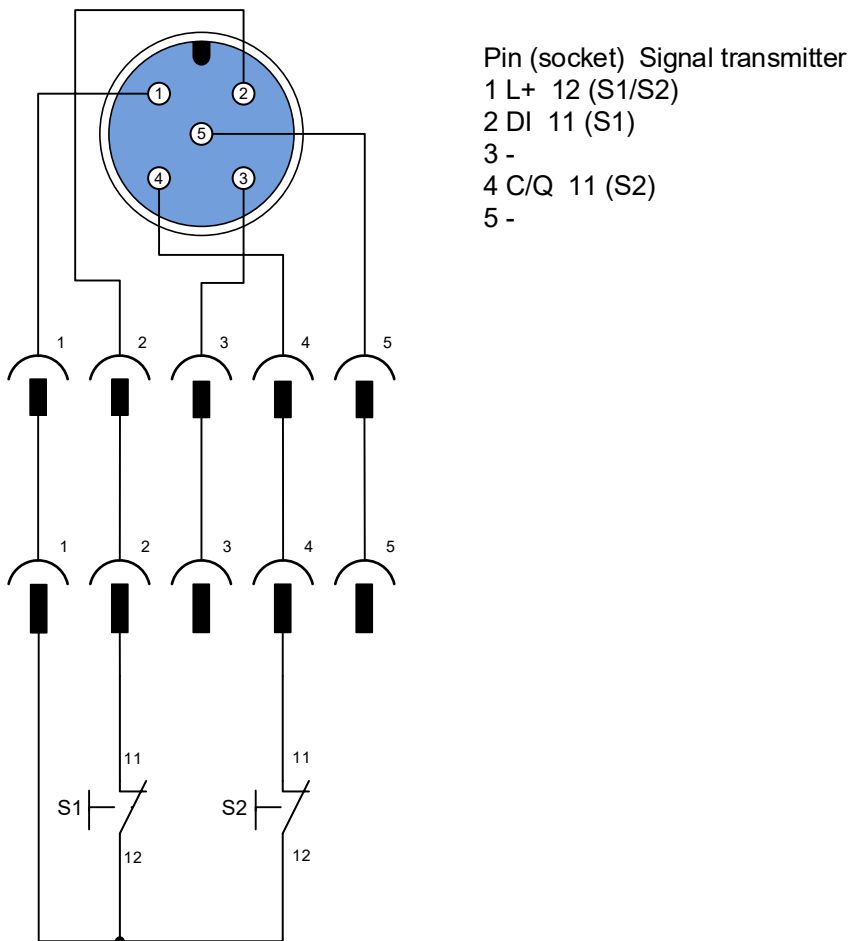 Pin (socket) Signal transmitter
1 L+ 12 (S1/S2)
2 DI 11 (S1)
3 -
4 C/Q 11 (S2)
5 -
1 2
5
4 3
1 2 3 4 5
1 2 3 4 5
11 11
S1 S2
12 12